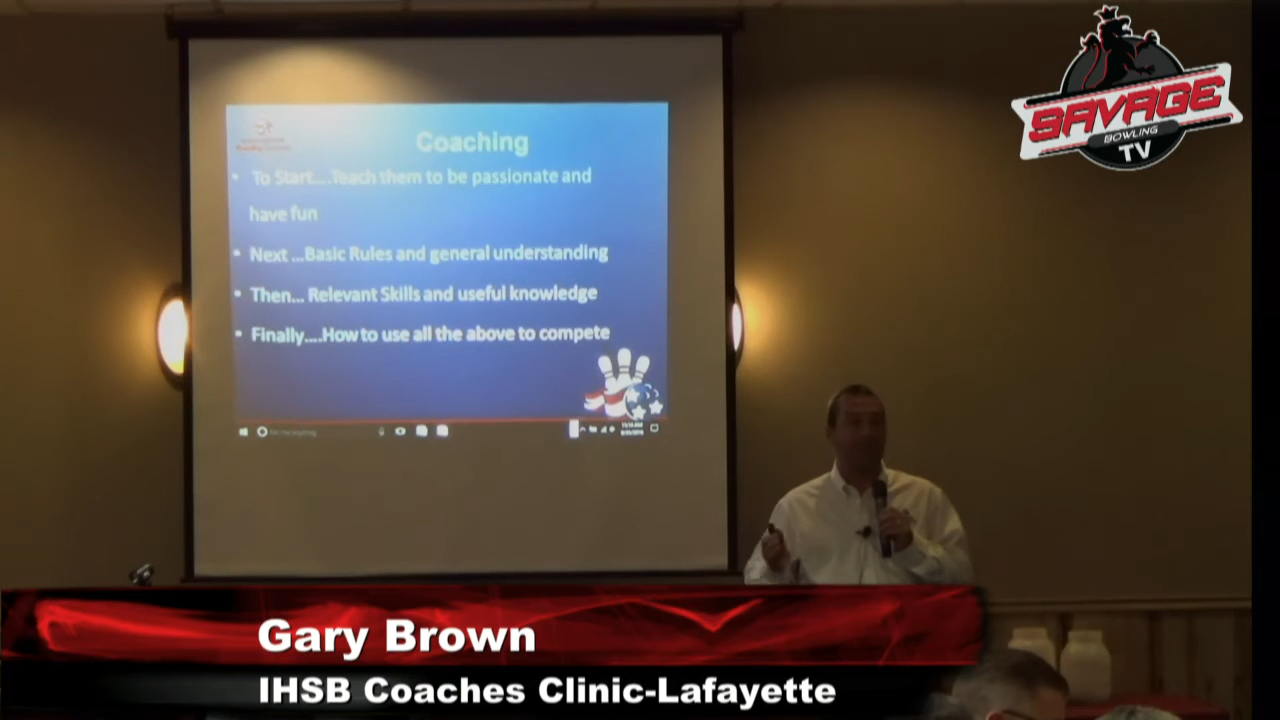 SAVAGE
BOWLING
TV
Coaching
• To Start....Teach them to be passionate and
have fun
• Next ...Basic Rules and general understanding
• Then... Relevant Skills and useful knowledge
• Finally....How to use all the above to compete
Gary Brown
IHSB Coaches Clinic-Lafayette